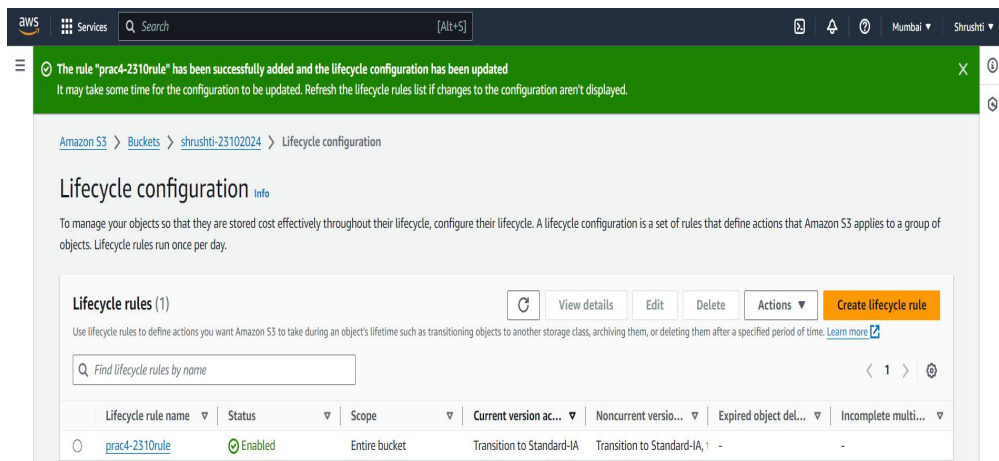 aws Services Search [Alt+S] Mumbai ▼ Shrushti ▼
The rule "prac4-2310rule" has been successfully added and the lifecycle configuration has been updated
It may take some time for the configuration to be updated. Refresh the lifecycle rules list if changes to the configuration aren't displayed.
Amazon S3 > Buckets > shrushti-23102024 > Lifecycle configuration
Lifecycle configuration Info
To manage your objects so that they are stored cost effectively throughout their lifecycle, configure their lifecycle. A lifecycle configuration is a set of rules that define actions that Amazon S3 applies to a group of
objects. Lifecycle rules run once per day.
Lifecycle rules (1) View details Edit Delete Actions ▼ Create lifecycle rule
Use lifecycle rules to define actions you want Amazon S3 to take during an object's lifetime such as transitioning objects to another storage class, archiving them, or deleting them after a specified period of time. Learn more
Find lifecycle rules by name < 1 >
Lifecycle rule name Status Scope Current version ac... Noncurrent versio... Expired object del... Incomplete multi...
prac4-2310rule Enabled Entire bucket Transition to Standard-IA Transition to Standard-IA, - -